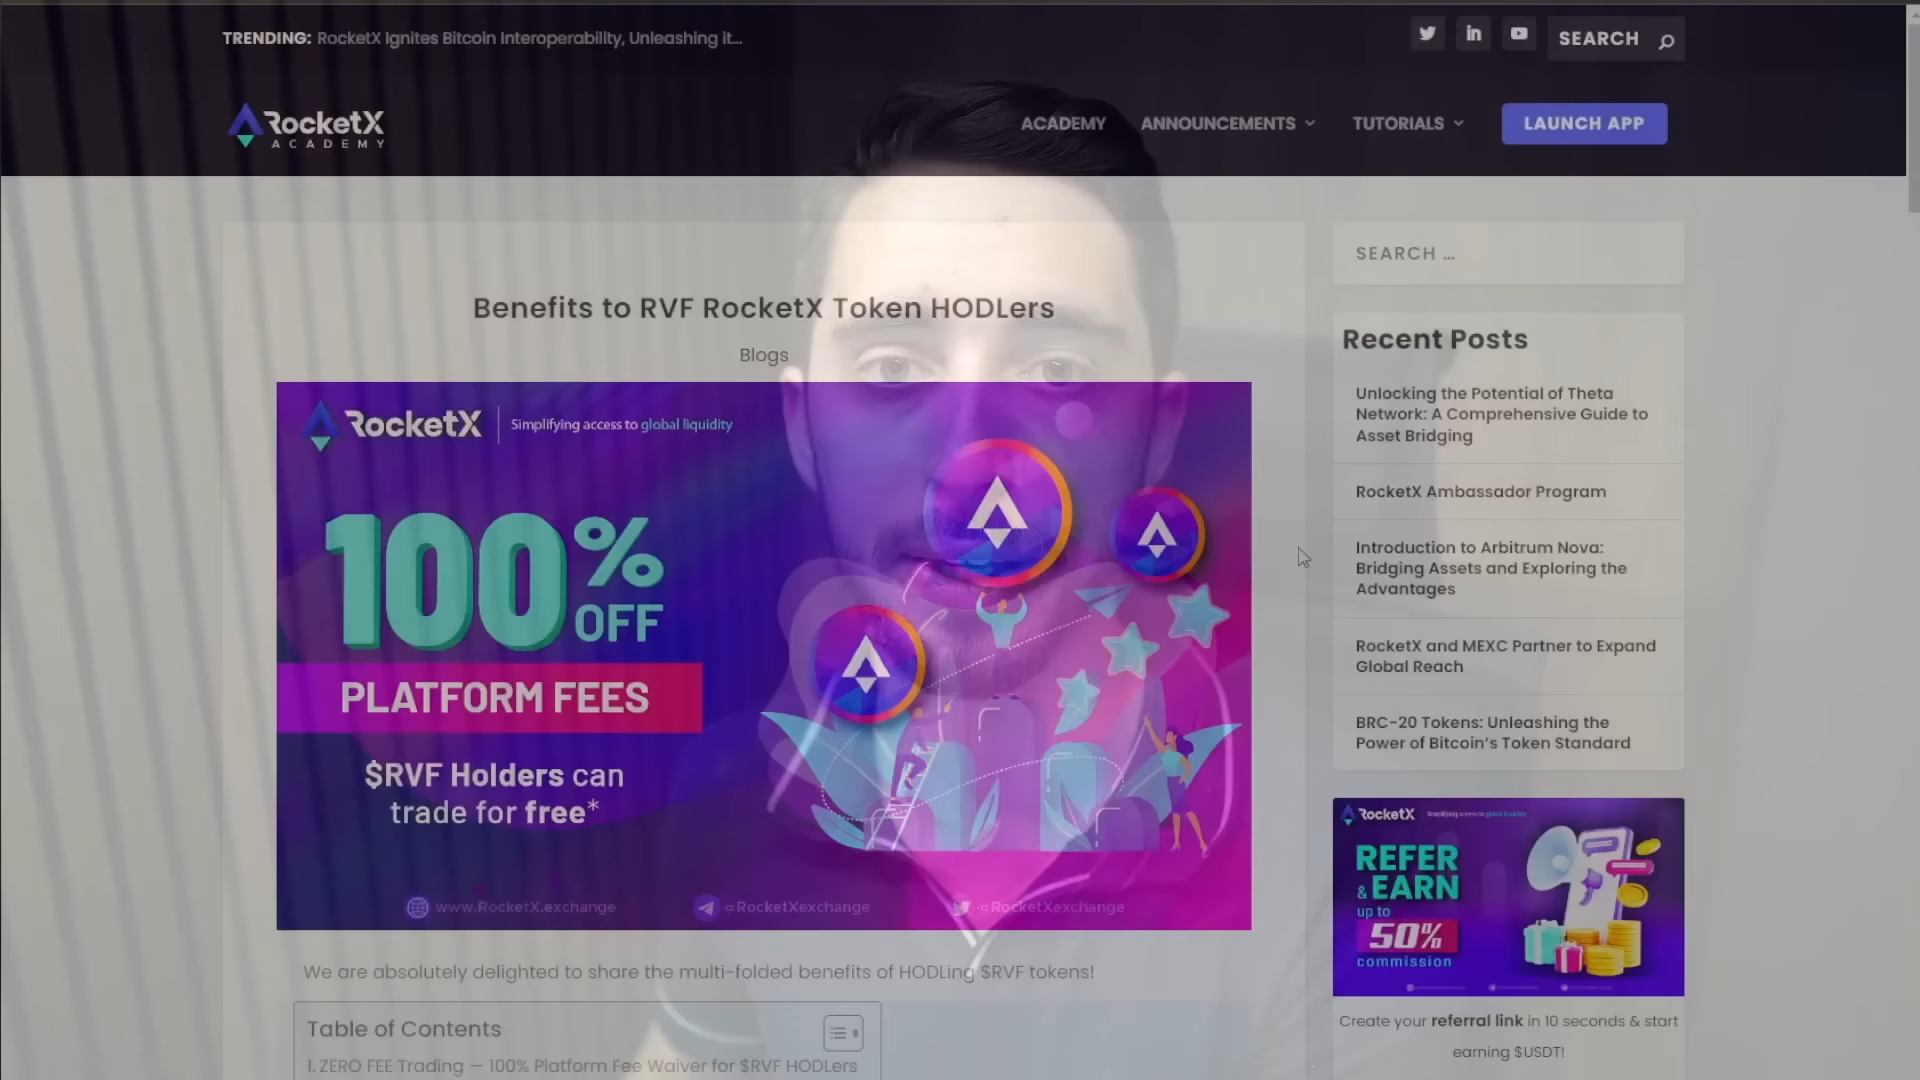 TRENDING: RocketX Ignites Bitcoin Interoperability, Unleashing it...
SEARCH
RocketX
ACADEMY
ACADEMY
ANNOUNCEMENTS
TUTORIALS
LAUNCH APP
Benefits to RVF RocketX Token HODLers
Blogs
RocketX
Simplifying access to global liquidity
100%
OFF
PLATFORM FEES
$RVF Holders can
trade for free*
www.RocketX.exchange
@RocketXexchange
@RocketXexchange
We are absolutely delighted to share the multi-folded benefits of HODLing $RVF tokens!
Table of Contents
1. ZERO FEE Trading — 100% Platform Fee Waiver for $RVF HODLers
SEARCH ...
Recent Posts
Unlocking the Potential of Theta
Network: A Comprehensive Guide to
Asset Bridging
RocketX Ambassador Program
Introduction to Arbitrum Nova:
Bridging Assets and Exploring the
Advantages
RocketX and MEXC Partner to Expand
Global Reach
BRC-20 Tokens: Unleashing the
Power of Bitcoin's Token Standard
RocketX
Simplifying access to global liquidity
REFER
& EARN
up to
50%
commission
Create your referral link in 10 seconds & start
earning $USDT!